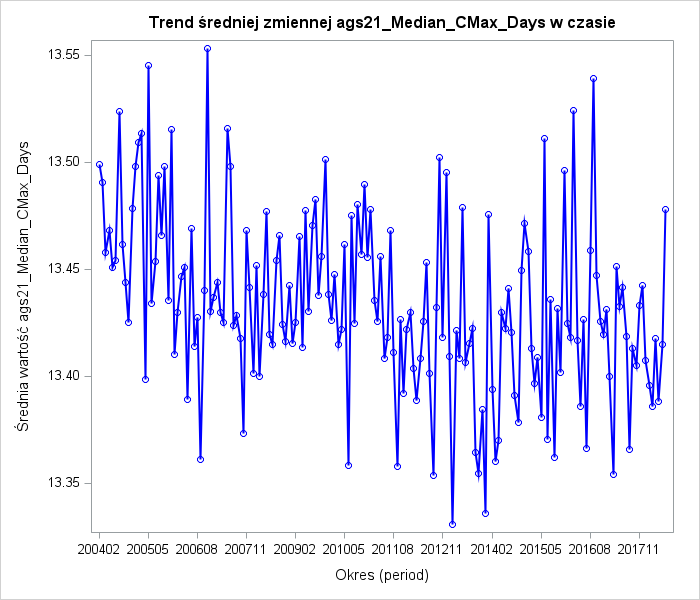 Trend średniej zmiennej ags21_Median_CMax_Days w czasie
Średnia wartość ags21_Median_CMax_Days
13.55
13.50
13.45
13.40
13.35
200402 200505 200608 200711 200902 201005 201108 201211 201402 201505 201608 201711
Okres (period)